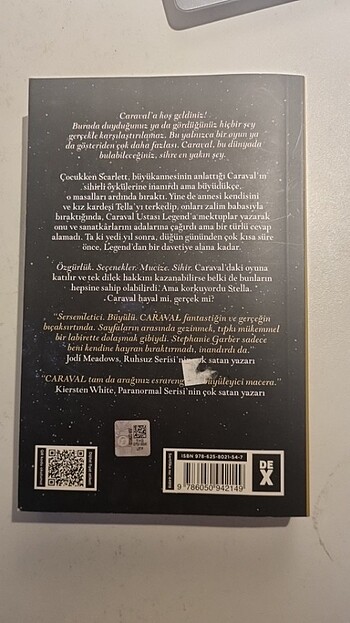 Caraval'a hoş geldiniz!
Burada duyduğunuz ya da gördüğünüz hiçbir şey
gerçekle karşılaştırılamaz. Bu yalnızca bir oyun ya
da gösteriden çok daha fazlası. Caraval, bu dünyada
bulabileceğiniz, sihre en yakın şey.
Çocukken Scarlett, büyükannesinin anlattığı Caraval'ın
sihirli öykülerine inanırdı ama büyüdükçe,
o masalları ardında bıraktı. Yine de annesi kendisini
ve kız kardeşi Tella'yı terkedip, onları zalim babasıyla
bıraktığında, Caraval Ustası Legend'a mektuplar yazarak
onu ve sanatkârlarını adalarına çağırdı ama bir türlü cevap
alamadı. Ta ki yedi yıl sonra, düğün gününden çok kısa süre
önce, Legend'dan bir davetiye alana kadar.
Özgürlük. Seçenekler. Mucize. Sihir. Caraval'daki oyuna
katılır ve tek dilek hakkını kazanabilirse belki de bunların
hepsine sahip olabilirdi. Ama korkuyordu Stella.
Caraval hayal mi, gerçek mi?
"Sersemletici. Büyülü. CARAVAL fantastiğin ve gerçeğin
bıçaksırtında. Sayfaların arasında gezinmek, tıpkı mükemmel
bir labirette dolaşmak gibiydi. Stephanie Garber sadece
beni kendine hayran bıraktırmadı, inandırdı da."
Jodi Meadows, Ruhsuz Serisi'nin çok satan yazarı
"CARAVAL tam da aradığınız esrarengiz büyüleyici macera."
Kiersten White, Paranormal Serisi'nin çok satan yazarı
ISBN 978-625-8021-54-7
9 786050 942149
DE
X